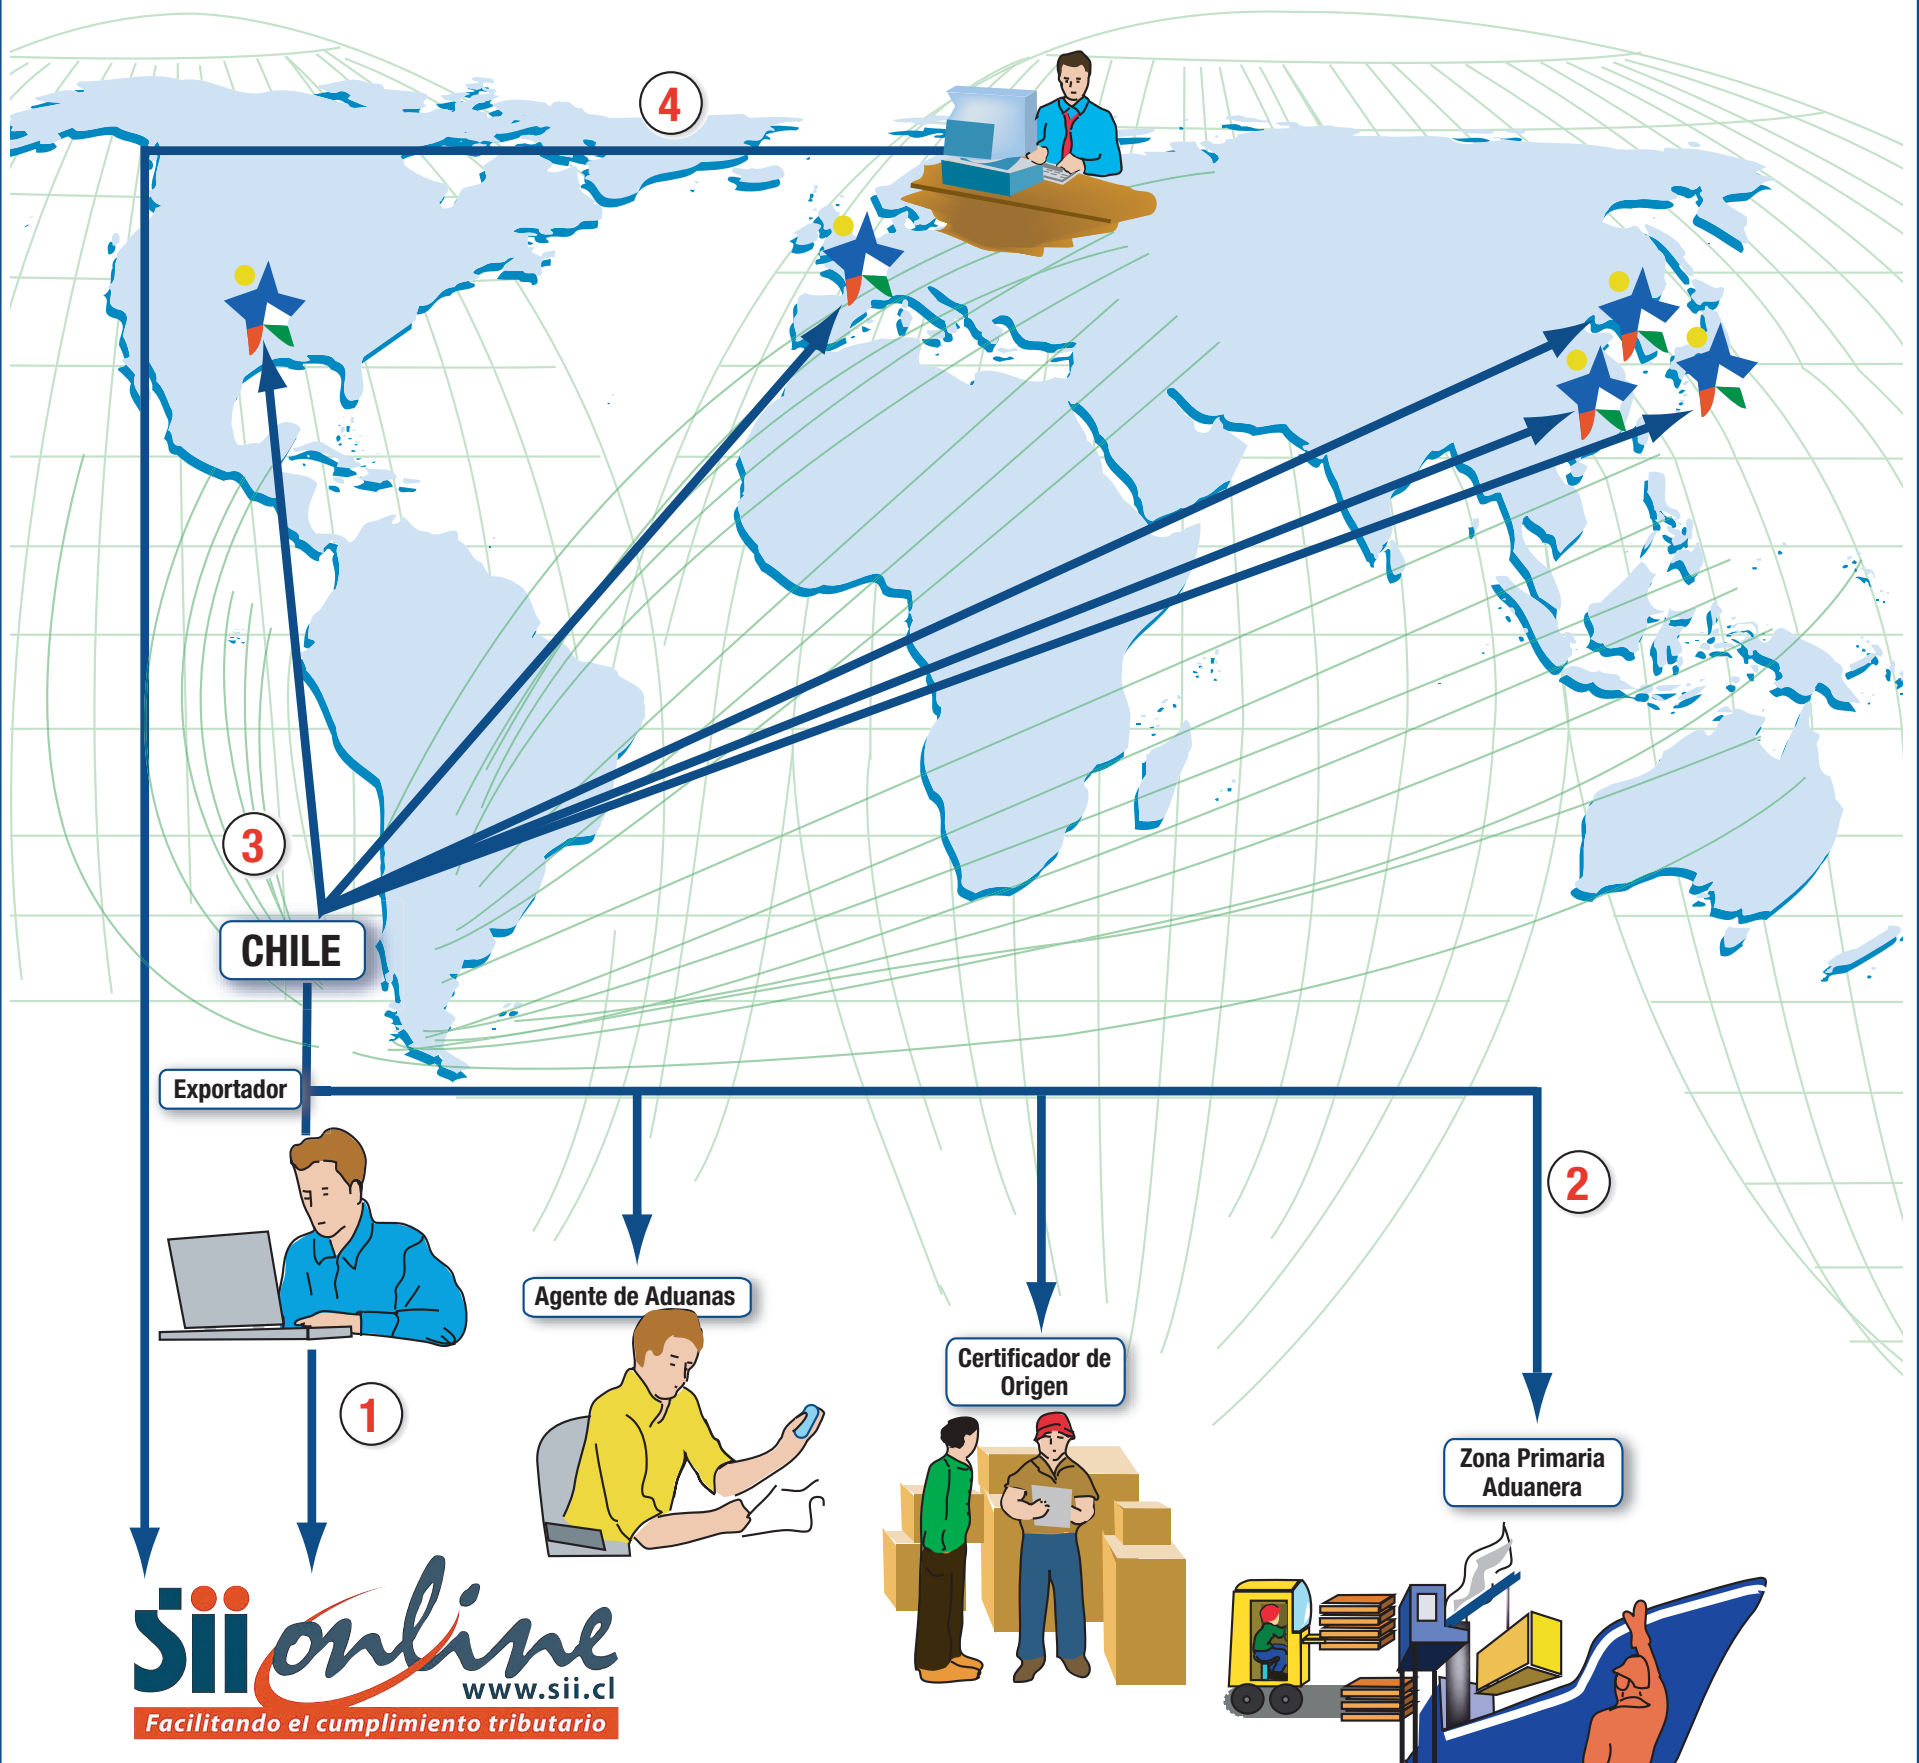 4
3
CHILE
Exportador
2
Agente de Aduanas
Certificador de
Origen
1
Zona Primaria
Aduanera
Sii online
www.sii.cl
Facilitando el cumplimiento tributario